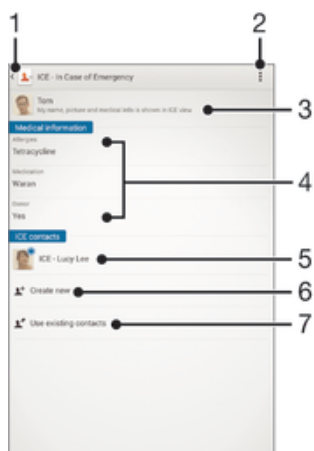 1
2
ICE - In Case of Emergency
Tom
My name, picture and medical info is shown in ICE view
3
Medical information
Allergies
Tetracycline
Medication
Waran
4
Donor
Yes
ICE contacts
ICE - Lucy Lee
5
Create new
6
Use existing contacts
7